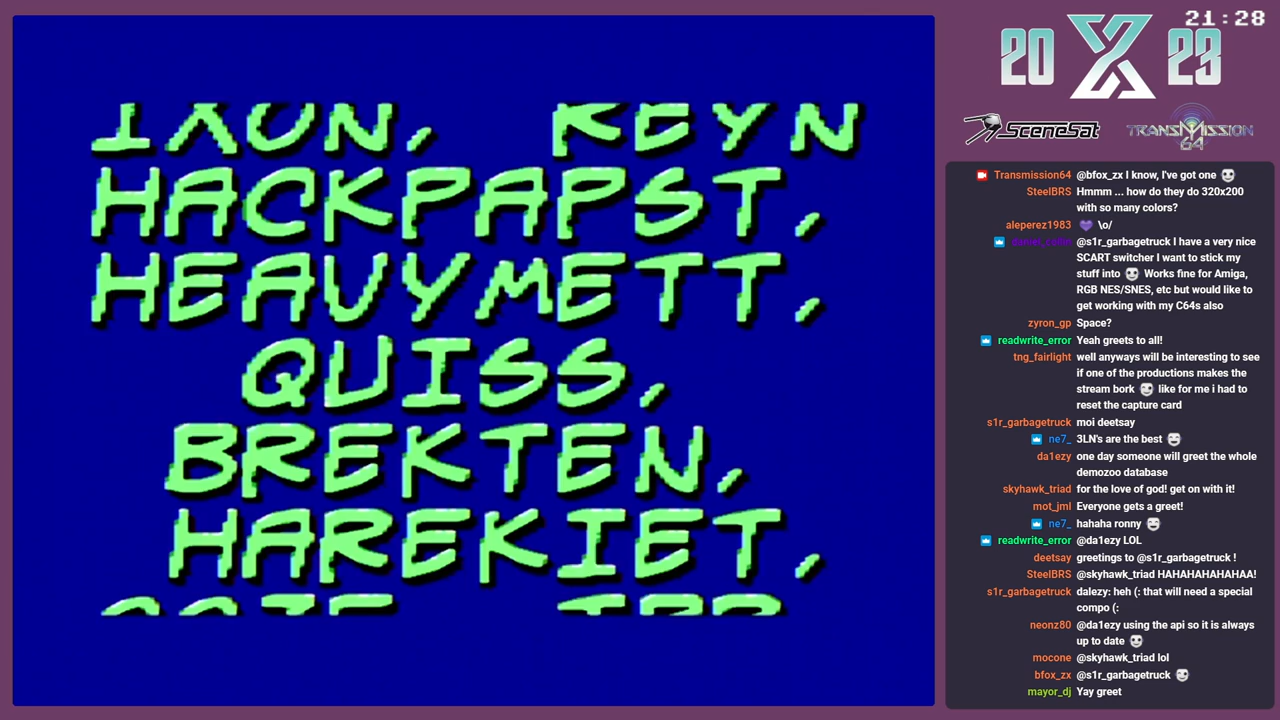 KEYN
HACKPAPST,
HEAVYMETT,
QUISS,
BREKTEN,
HAREKIET,
21:28
20 X 23
SCENESAT
TRANSMISSION 64
Transmission64 @bfox_zx I know, I've got one
SteelBRS Hmmm ... how do they do 320x200
with so many colors?
aleperez1983 \o/
daniel_collin @s1r_garbagetruck I have a very nice
SCART switcher I want to stick my
stuff into Works fine for Amiga,
RGB NES/SNES, etc but would like to
get working with my C64s also
zyron_gp Space?
readwrite_error Yeah greets to all!
tng_fairlight well anyways will be interesting to see
if one of the productions makes the
stream bork like for me i had to
reset the capture card
s1r_garbagetruck moi deetsay
ne7_ 3LN's are the best
da1ezy one day someone will greet the whole
demozoo database
skyhawk_triad for the love of god! get on with it!
mot_jml Everyone gets a greet!
ne7_ hahaha ronny
readwrite_error @da1ezy LOL
deetsay greetings to @s1r_garbagetruck !
SteelBRS @skyhawk_triad HAHAHAHAHAHAA!
s1r_garbagetruck dalezy: heh (: that will need a special
compo (:
neonz80 @da1ezy using the api so it is always
up to date
mocone @skyhawk_triad lol
bfox_zx @s1r_garbagetruck
mayor_dj Yay greet